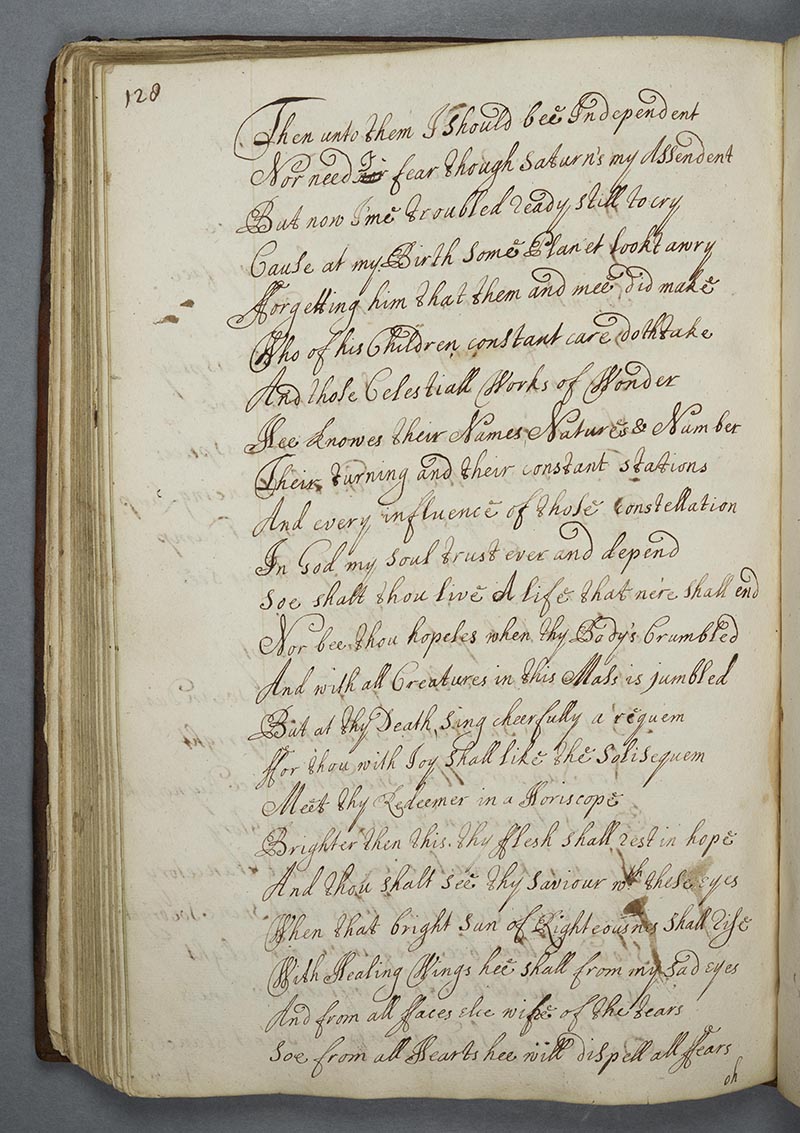 128
Then unto them I should bee Independent
Nor need I fear though Saturn's my Assendent
But now I'me troubled ready still to cry
Cause at my Birth some Planet lookt awry
Fforgetting him that them and mee did make
Who of his Children constant care doth take
And those Celestiall Works of Wonder
Hee knowes their Names Natures & Number
Their turning and their constant stations
And every influence of those constellation
In God my soul trust ever and depend
Soe shalt thou live A life that nere shall end
Nor bee thou hopeles when thy Body's Crumbled
And with all Creatures in this Mass is jumbled
But at thy Death sing cheerfully a requem
Ffor thou with Joy shall like the Solisequem
Meet thy Redeemer in a Horiscope
Brighter then this. thy fflesh shall rest in hope
And thou shalt see thy Saviour wth these eyes
When that bright sun of Righteousnes shall rise
With Healing Wings hee shall from my sad eyes
And from all ffaces else wipe of the tears
Soe from all Hearts hee will dispell all ffears
oh